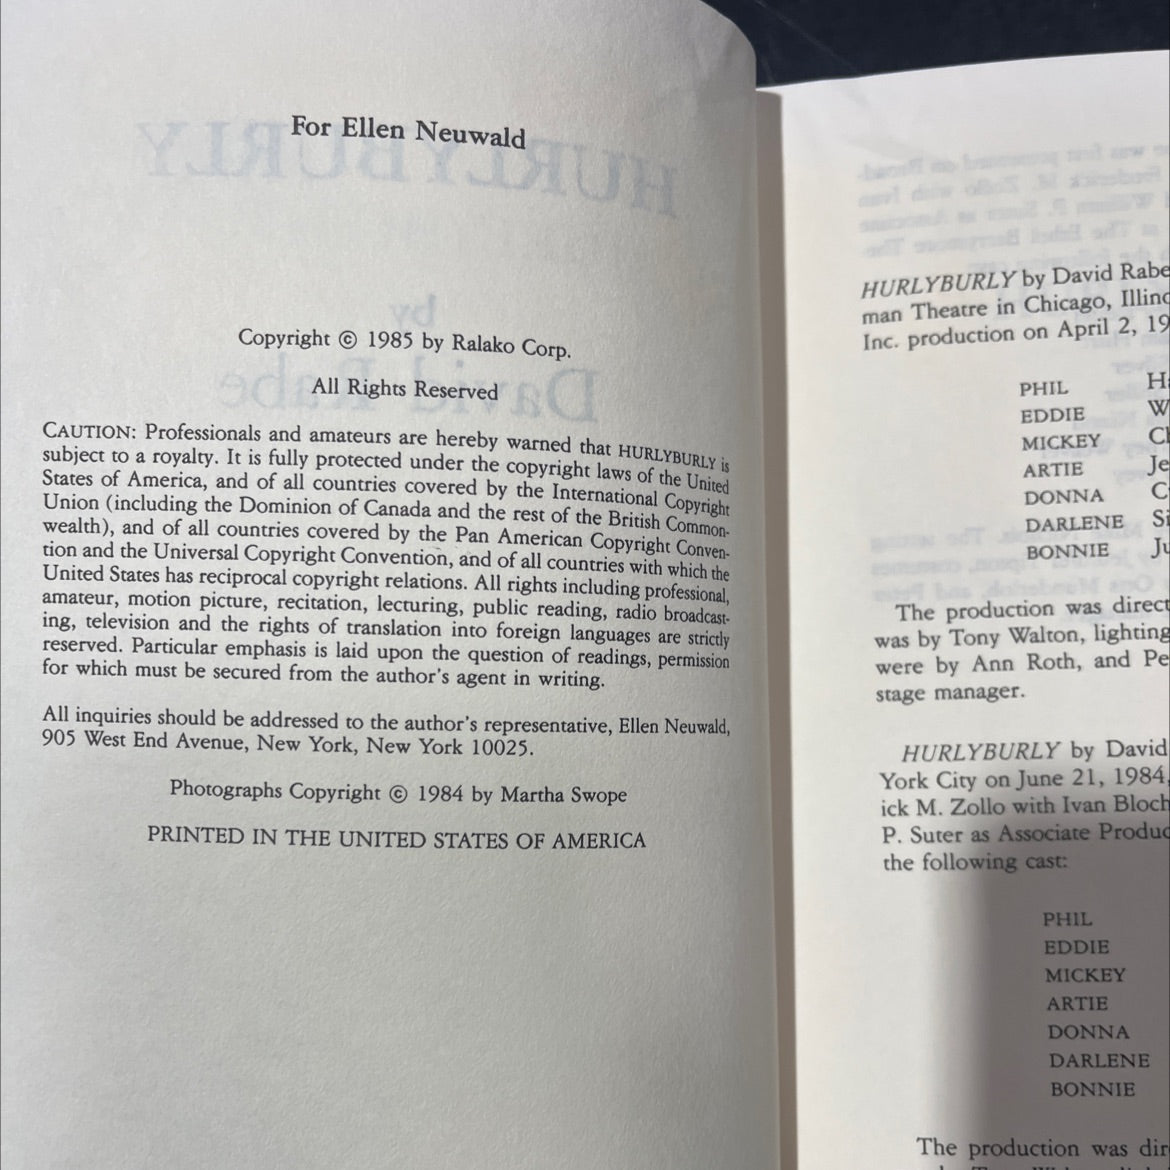 For Ellen Neuwald
HURLYBURLY
by
David Rabe
Copyright © 1985 by Ralako Corp.
All Rights Reserved
CAUTION: Professionals and amateurs are hereby warned that HURLYBURLY is
subject to a royalty. It is fully protected under the copyright laws of the United
States of America, and of all countries covered by the International Copyright
Union (including the Dominion of Canada and the rest of the British Common-
wealth), and of all countries covered by the Pan American Copyright Conven-
tion and the Universal Copyright Convention, and of all countries with which the
United States has reciprocal copyright relations. All rights including professional,
amateur, motion picture, recitation, lecturing, public reading, radio broadcast-
ing, television and the rights of translation into foreign languages are strictly
reserved. Particular emphasis is laid upon the question of readings, permission
for which must be secured from the author's agent in writing.
All inquiries should be addressed to the author's representative, Ellen Neuwald,
905 West End Avenue, New York, New York 10025.
Photographs Copyright © 1984 by Martha Swope
PRINTED IN THE UNITED STATES OF AMERICA
HURLYBURLY by David Rabe
man Theatre in Chicago, Illino
Inc. production on April 2, 19
PHIL Ha
EDDIE W
MICKEY Ch
ARTIE Je
DONNA C
DARLENE Si
BONNIE Ju
The production was direct
was by Tony Walton, lighting
were by Ann Roth, and Pe
stage manager.
HURLYBURLY by David
York City on June 21, 1984,
ick M. Zollo with Ivan Bloch
P. Suter as Associate Produc
the following cast:
PHIL
EDDIE
MICKEY
ARTIE
DONNA
DARLENE
BONNIE
The production was dir